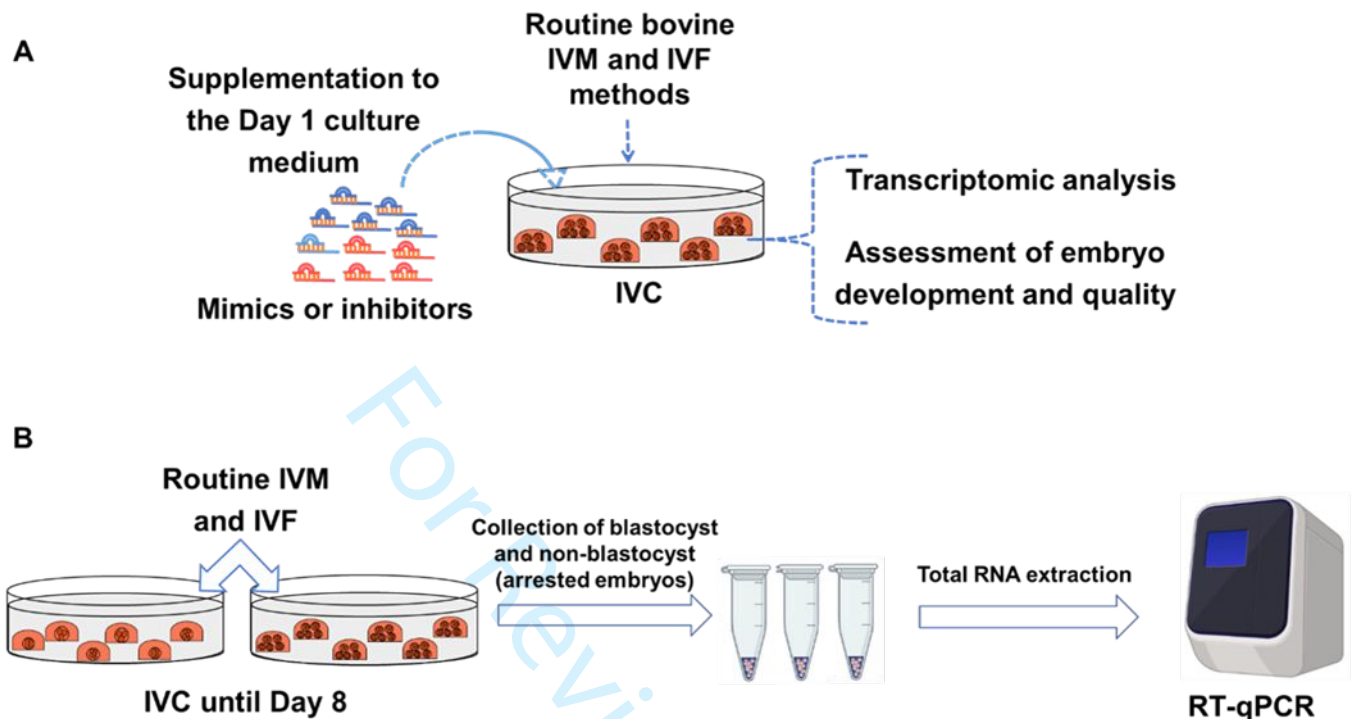 A
Supplementation to
the Day 1 culture
medium
Mimics or inhibitors
Routine bovine
IVM and IVF
methods
IVC
Transcriptomic analysis
Assessment of embryo
development and quality
B
Routine IVM
and IVF
IVC until Day 8
Collection of blastocyst
and non-blastocyst
(arrested embryos)
Total RNA extraction
RT-qPCR
For Revi